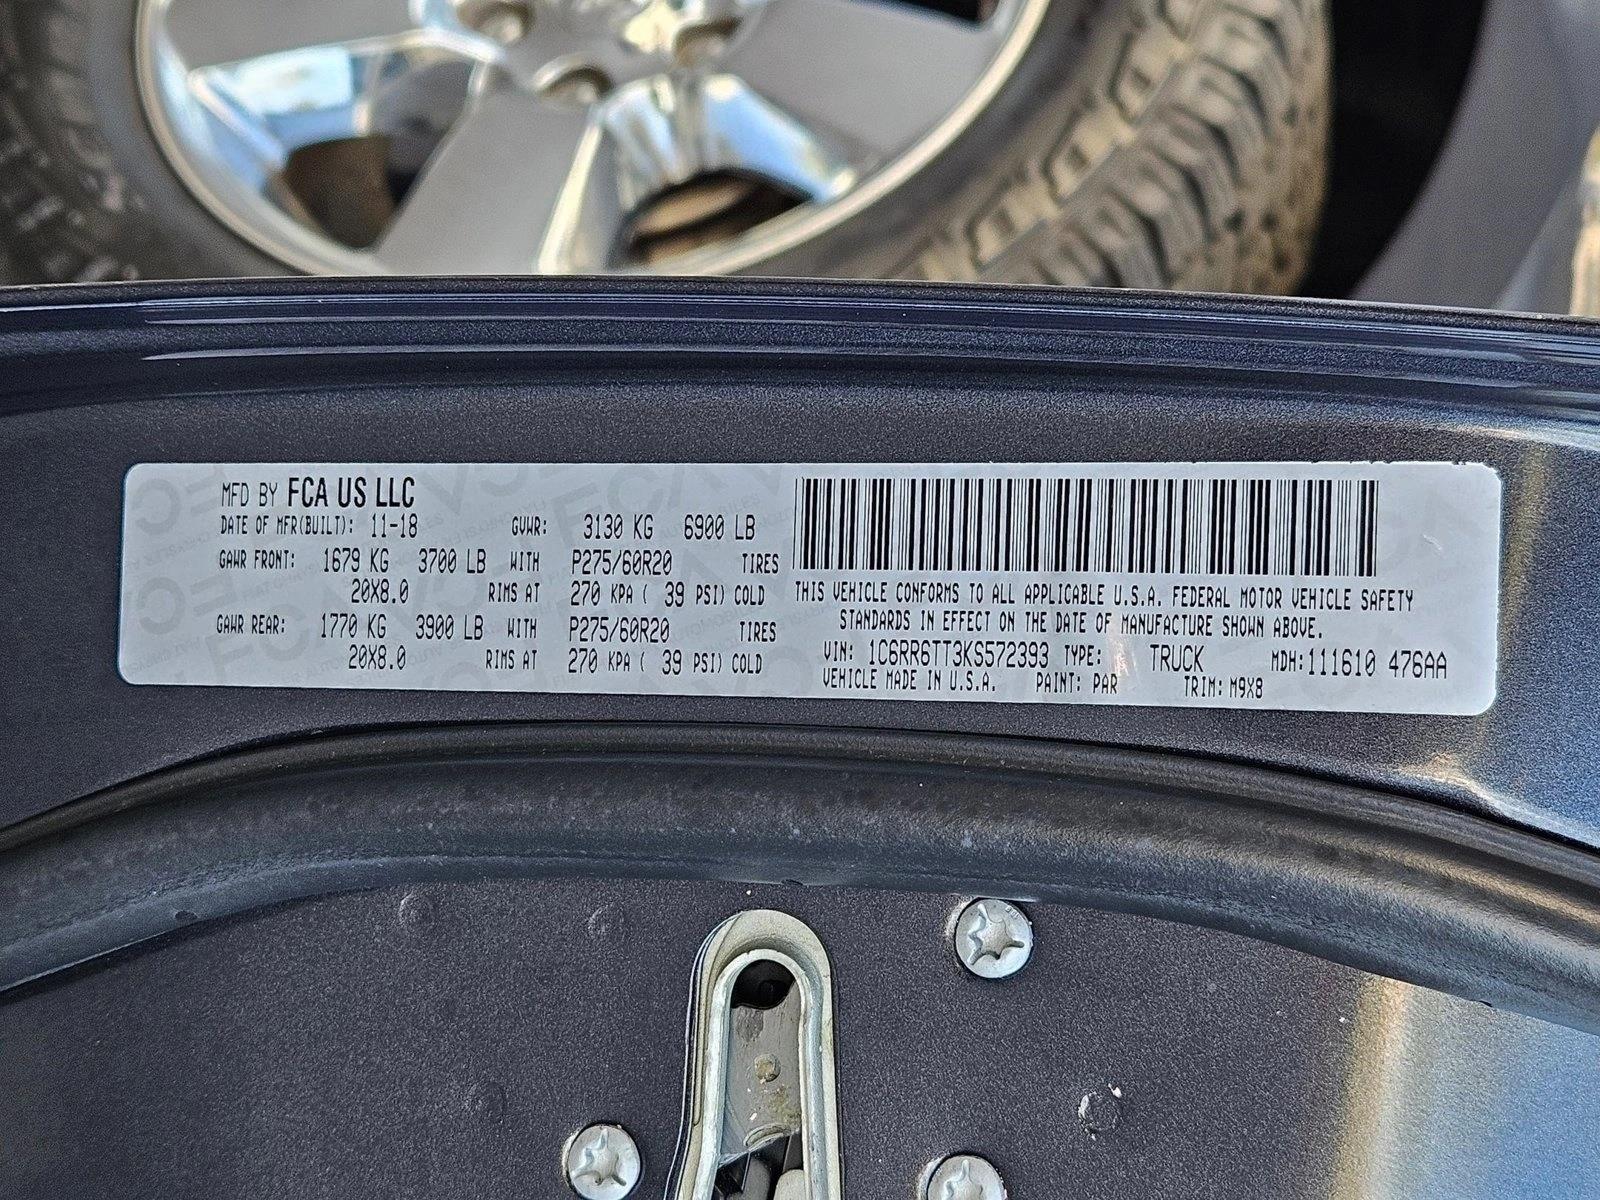 MFD BY FCA US LLC
DATE OF MFR(BUILT): 11-18 GVWR: 3130 KG 6900 LB
GAWR FRONT: 1679 KG 3700 LB WITH P275/60R20 TIRES
20X8.0 RIMS AT 270 KPA ( 39 PSI) COLD
GAWR REAR: 1770 KG 3900 LB WITH P275/60R20 TIRES
20X8.0 RIMS AT 270 KPA ( 39 PSI) COLD
THIS VEHICLE CONFORMS TO ALL APPLICABLE U.S.A. FEDERAL MOTOR VEHICLE SAFETY
STANDARDS IN EFFECT ON THE DATE OF MANUFACTURE SHOWN ABOVE.
VIN: 1C6RR6TT3KS572393 TYPE: TRUCK MDH:111610 476AA
VEHICLE MADE IN U.S.A. PAINT: PAR TRIM: M9X8